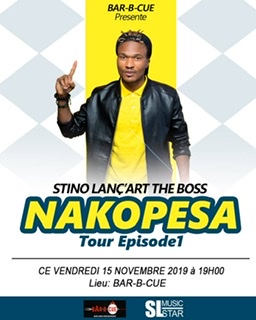 BAR-B-CUE
Presente
STINO LANÇ'ART THE BOSS
NAKOPESA
Tour Episode1
CE VENDREDI 15 NOVEMBRE 2019 à 19H00
Lieu: BAR-B-CUE
SL MUSIC
STAR